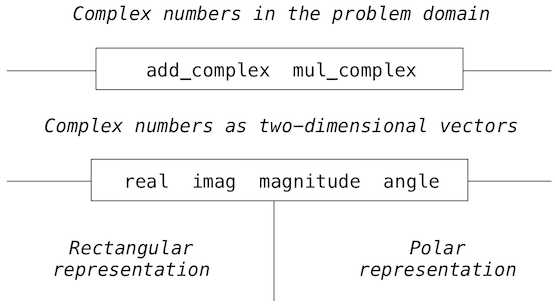 Complex numbers in the problem domain
add_complex mul_complex
Complex numbers as two-dimensional vectors
real imag magnitude angle
Rectangular representation
Polar representation